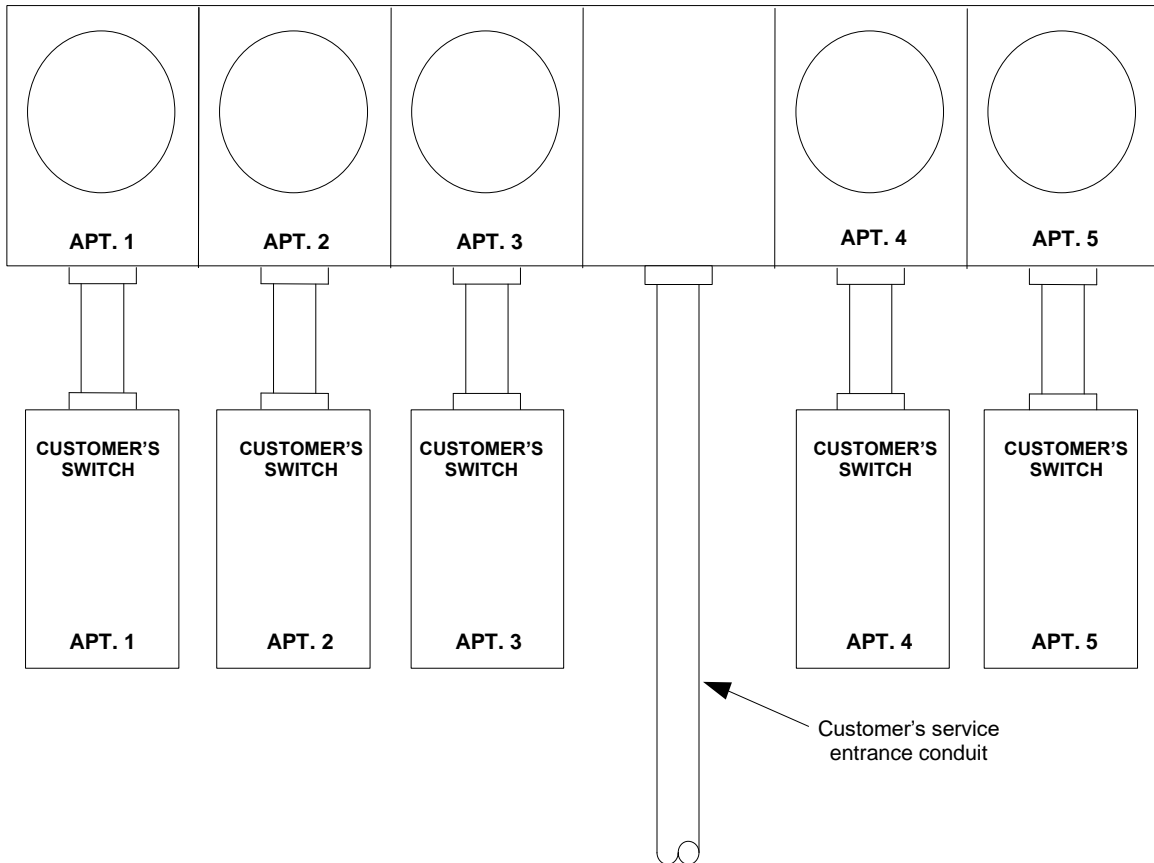 APT. 1
APT. 2
APT. 3
APT. 4
APT. 5
CUSTOMER'S
SWITCH
CUSTOMER'S
SWITCH
CUSTOMER'S
SWITCH
CUSTOMER'S
SWITCH
CUSTOMER'S
SWITCH
APT. 1
APT. 2
APT. 3
APT. 4
APT. 5
Customer's service
entrance conduit